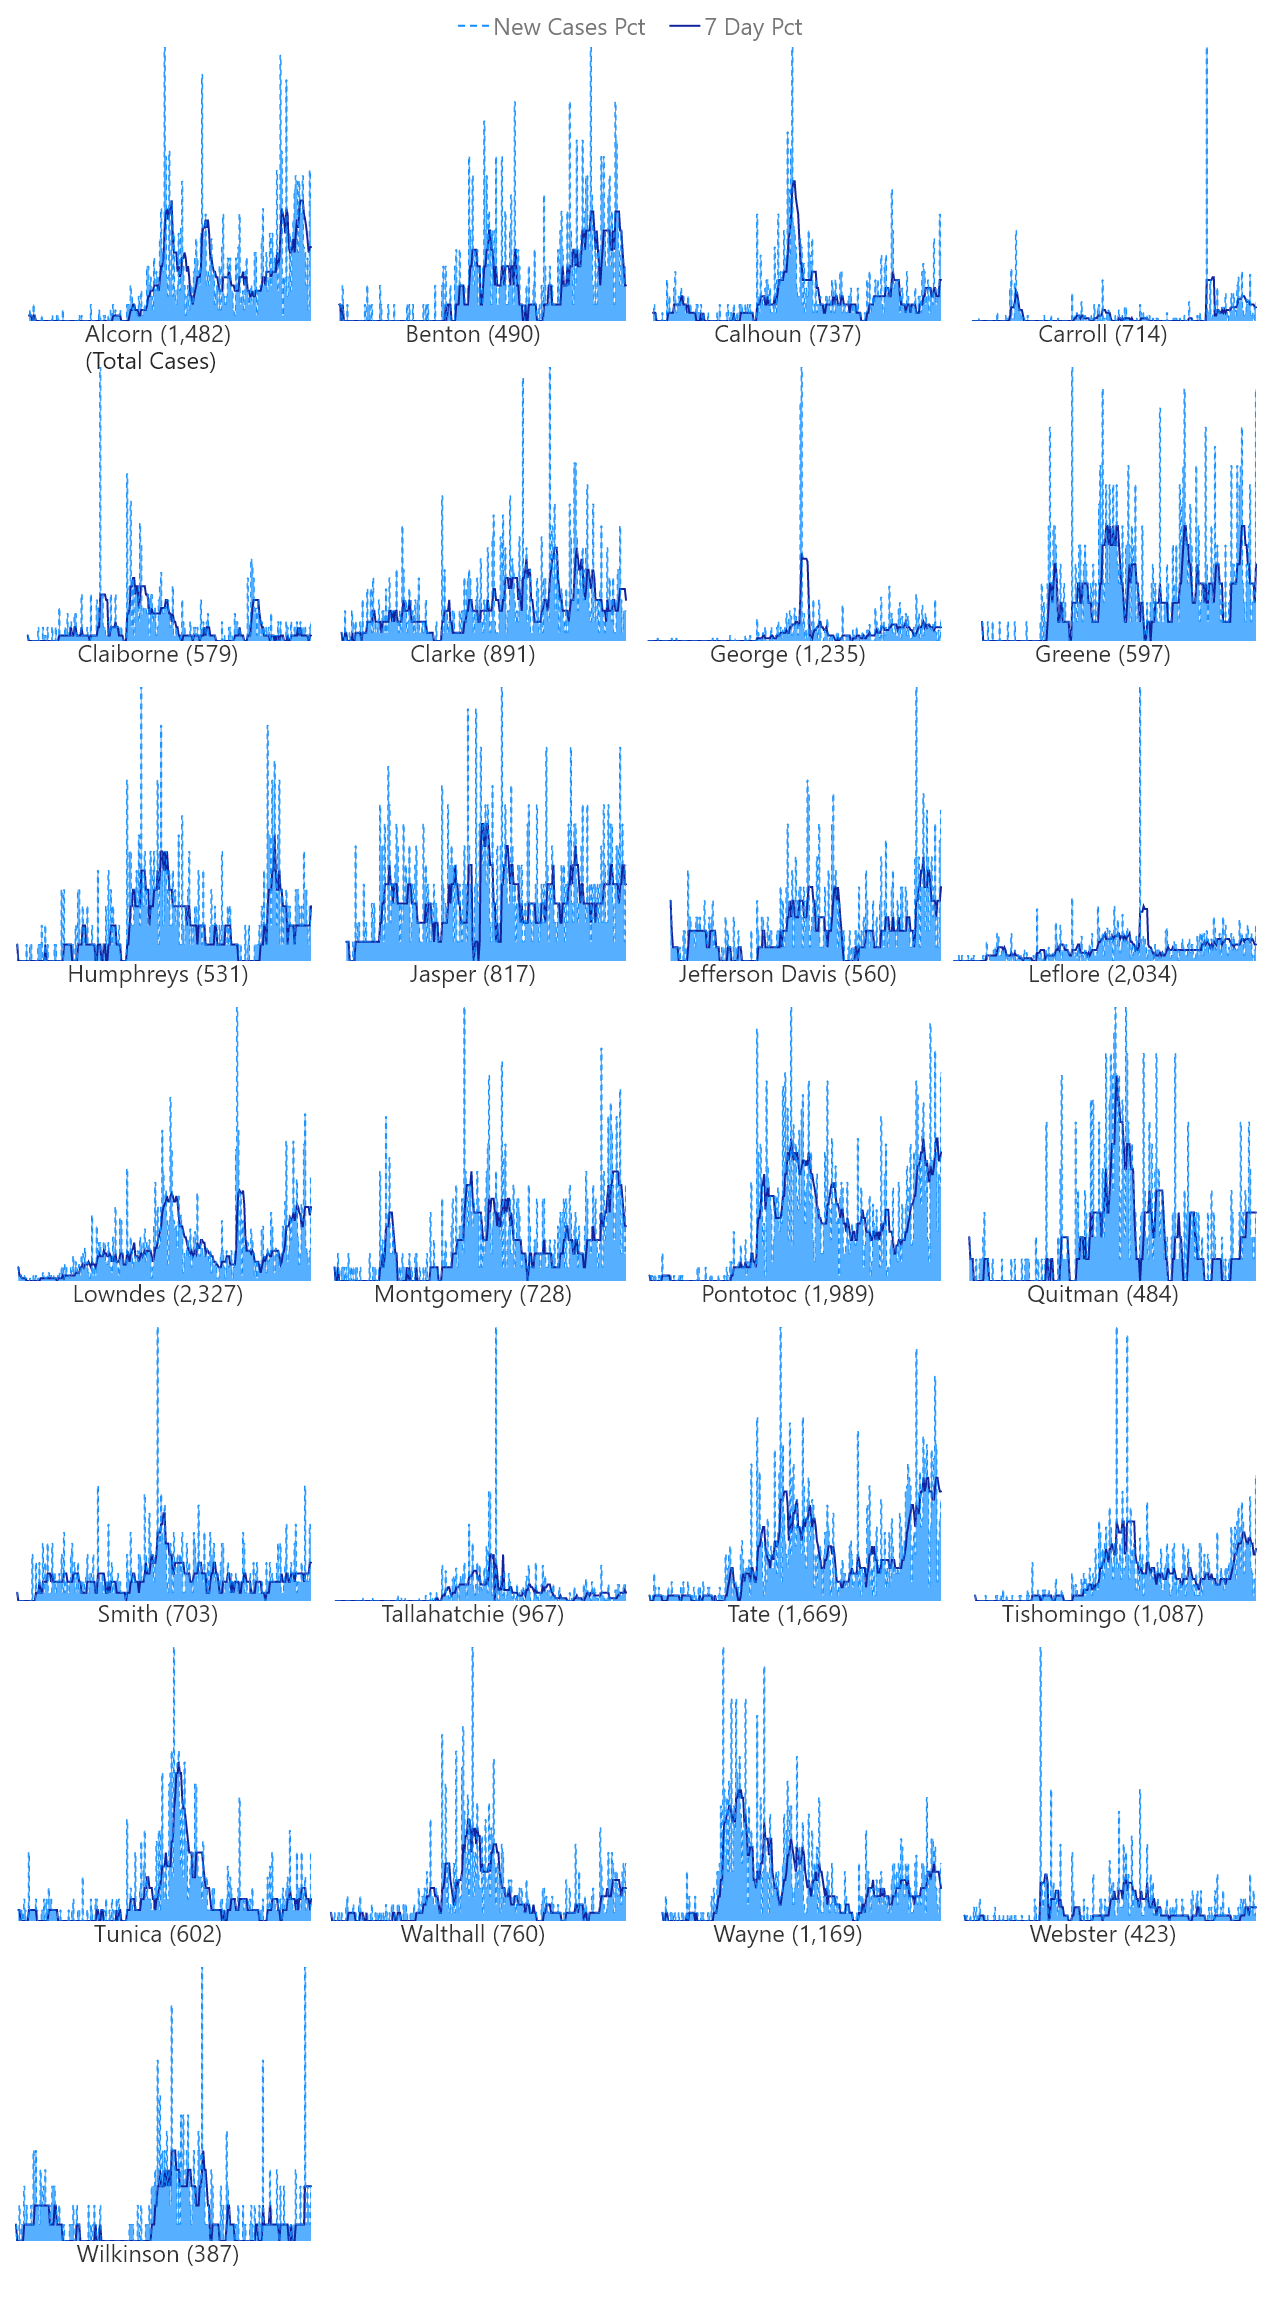 New Cases Pct 7 Day Pct
Alcorn (1,482)
(Total Cases)
Benton (490)
Calhoun (737)
Carroll (714)
Claiborne (579)
Clarke (891)
George (1,235)
Greene (597)
Humphreys (531)
Jasper (817)
Jefferson Davis (560)
Leflore (2,034)
Lowndes (2,327)
Montgomery (728)
Pontotoc (1,989)
Quitman (484)
Smith (703)
Tallahatchie (967)
Tate (1,669)
Tishomingo (1,087)
Tunica (602)
Walthall (760)
Wayne (1,169)
Webster (423)
Wilkinson (387)